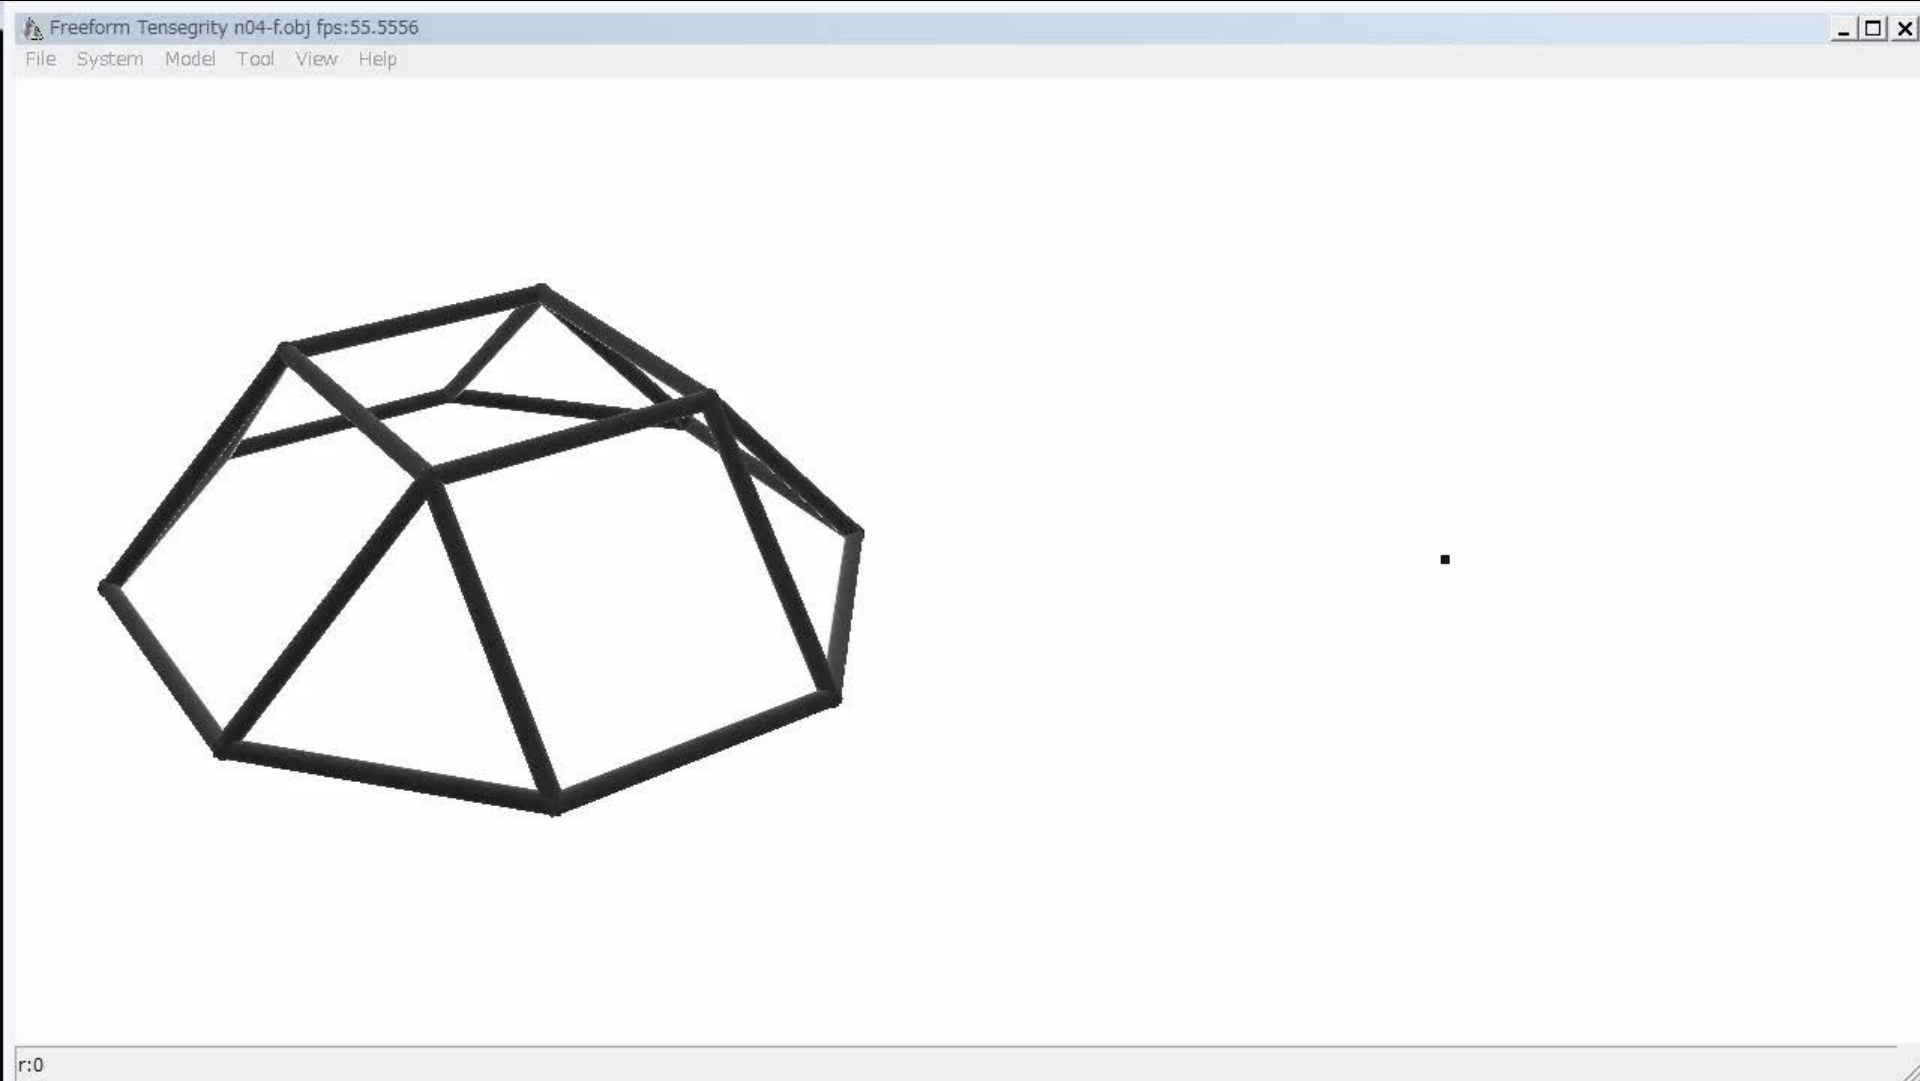 Freeform Tensegrity n04-f.obj fps:55.5556
File System Model Tool View Help
r:0